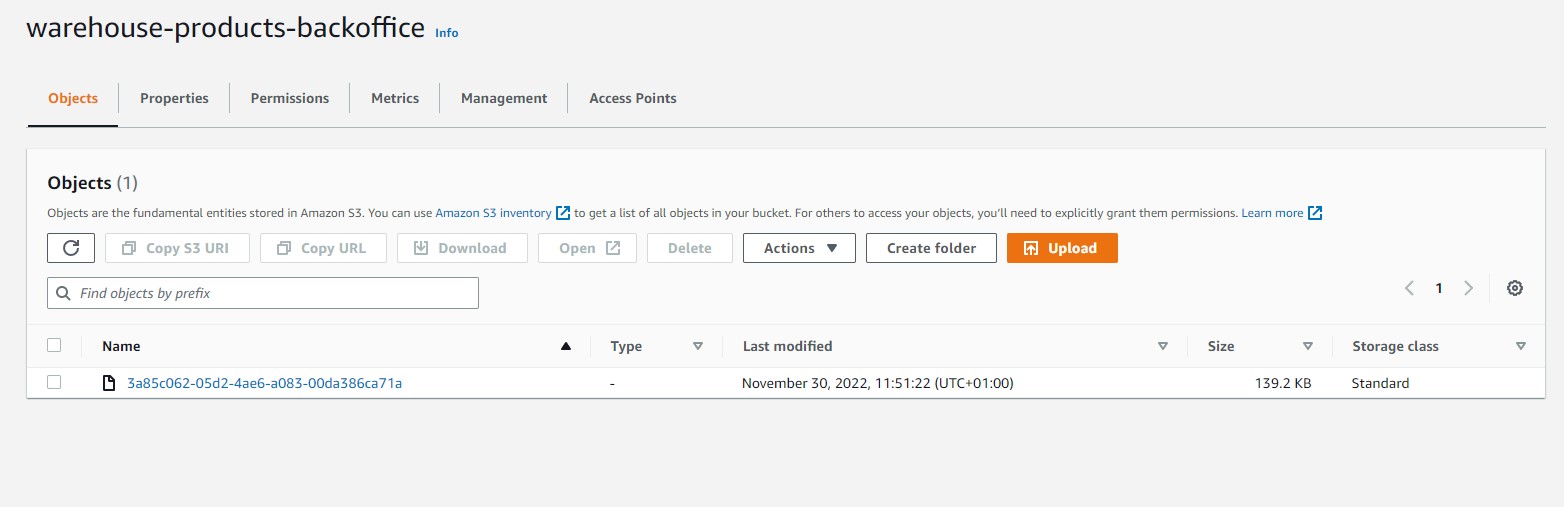 warehouse-products-backoffice Info
Objects Properties Permissions Metrics Management Access Points
Objects (1)
Objects are the fundamental entities stored in Amazon S3. You can use Amazon S3 inventory to get a list of all objects in your bucket. For others to access your objects, you'll need to explicitly grant them permissions. Learn more
Copy S3 URI Copy URL Download Open Delete Actions Create folder Upload
Find objects by prefix 1
Name Type Last modified Size Storage class
3a85c062-05d2-4ae6-a083-00da386ca71a - November 30, 2022, 11:51:22 (UTC+01:00) 139.2 KB Standard